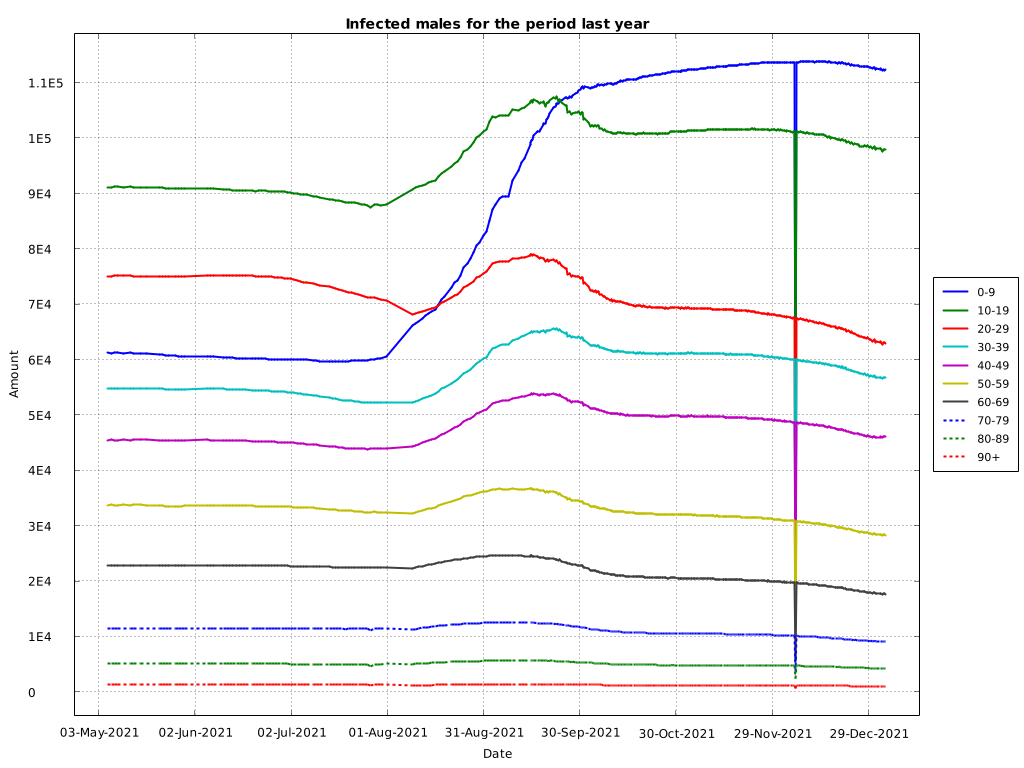 Infected males for the period last year
Amount
1.1E5
1E5
9E4
8E4
7E4
6E4
5E4
4E4
3E4
2E4
1E4
0
03-May-2021 02-Jun-2021 02-Jul-2021 01-Aug-2021 31-Aug-2021 30-Sep-2021 30-Oct-2021 29-Nov-2021 29-Dec-2021
Date
0-9
10-19
20-29
30-39
40-49
50-59
60-69
70-79
80-89
90+